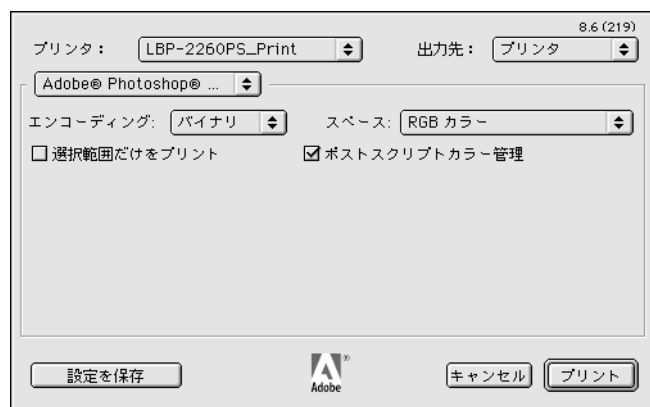 8.6 (219)
プリンタ： LBP-2260PS_Print 出力先： プリンタ
Adobe® Photoshop® ...
エンコーディング: バイナリ スペース: RGB カラー
選択範囲だけをプリント ポストスクリプトカラー管理
設定を保存 Adobe® キャンセル プリント